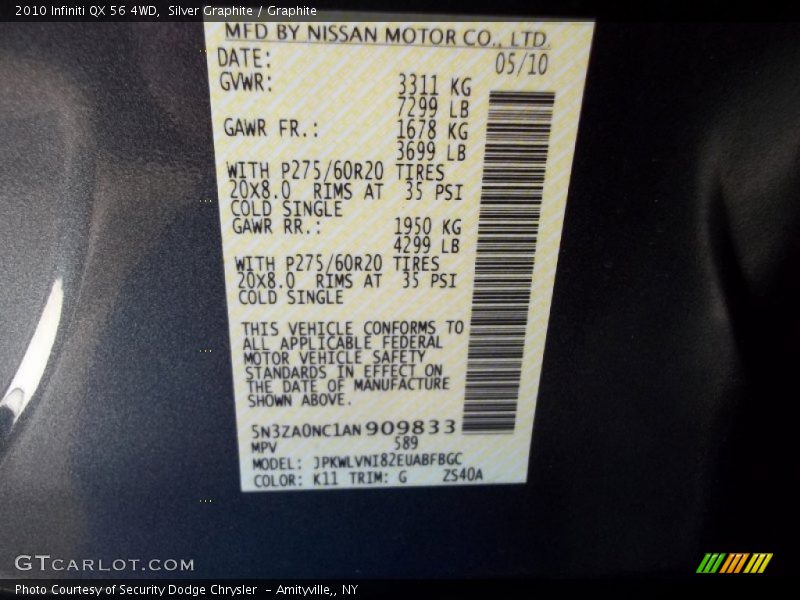 2010 Infiniti QX 56 4WD,  Silver Graphite / Graphite
MFD BY NISSAN MOTOR CO., LTD.
DATE: 05/10
GVWR: 3311 KG
7299 LB
GAWR FR.: 1678 KG
3699 LB
WITH P275/60R20 TIRES
20X8.0 RIMS AT 35 PSI
COLD SINGLE
GAWR RR.: 1950 KG
4299 LB
WITH P275/60R20 TIRES
20X8.0 RIMS AT 35 PSI
COLD SINGLE
THIS VEHICLE CONFORMS TO
ALL APPLICABLE FEDERAL
MOTOR VEHICLE SAFETY
STANDARDS IN EFFECT ON
THE DATE OF MANUFACTURE
SHOWN ABOVE.
5N3ZA0NC1AN909833
MPV 589
MODEL: JPKWLVNI82EUABFBGC
COLOR: K11 TRIM: G ZS40A
GTCARLOT.COM
Photo Courtesy of Security Dodge Chrysler  - Amityville,, NY